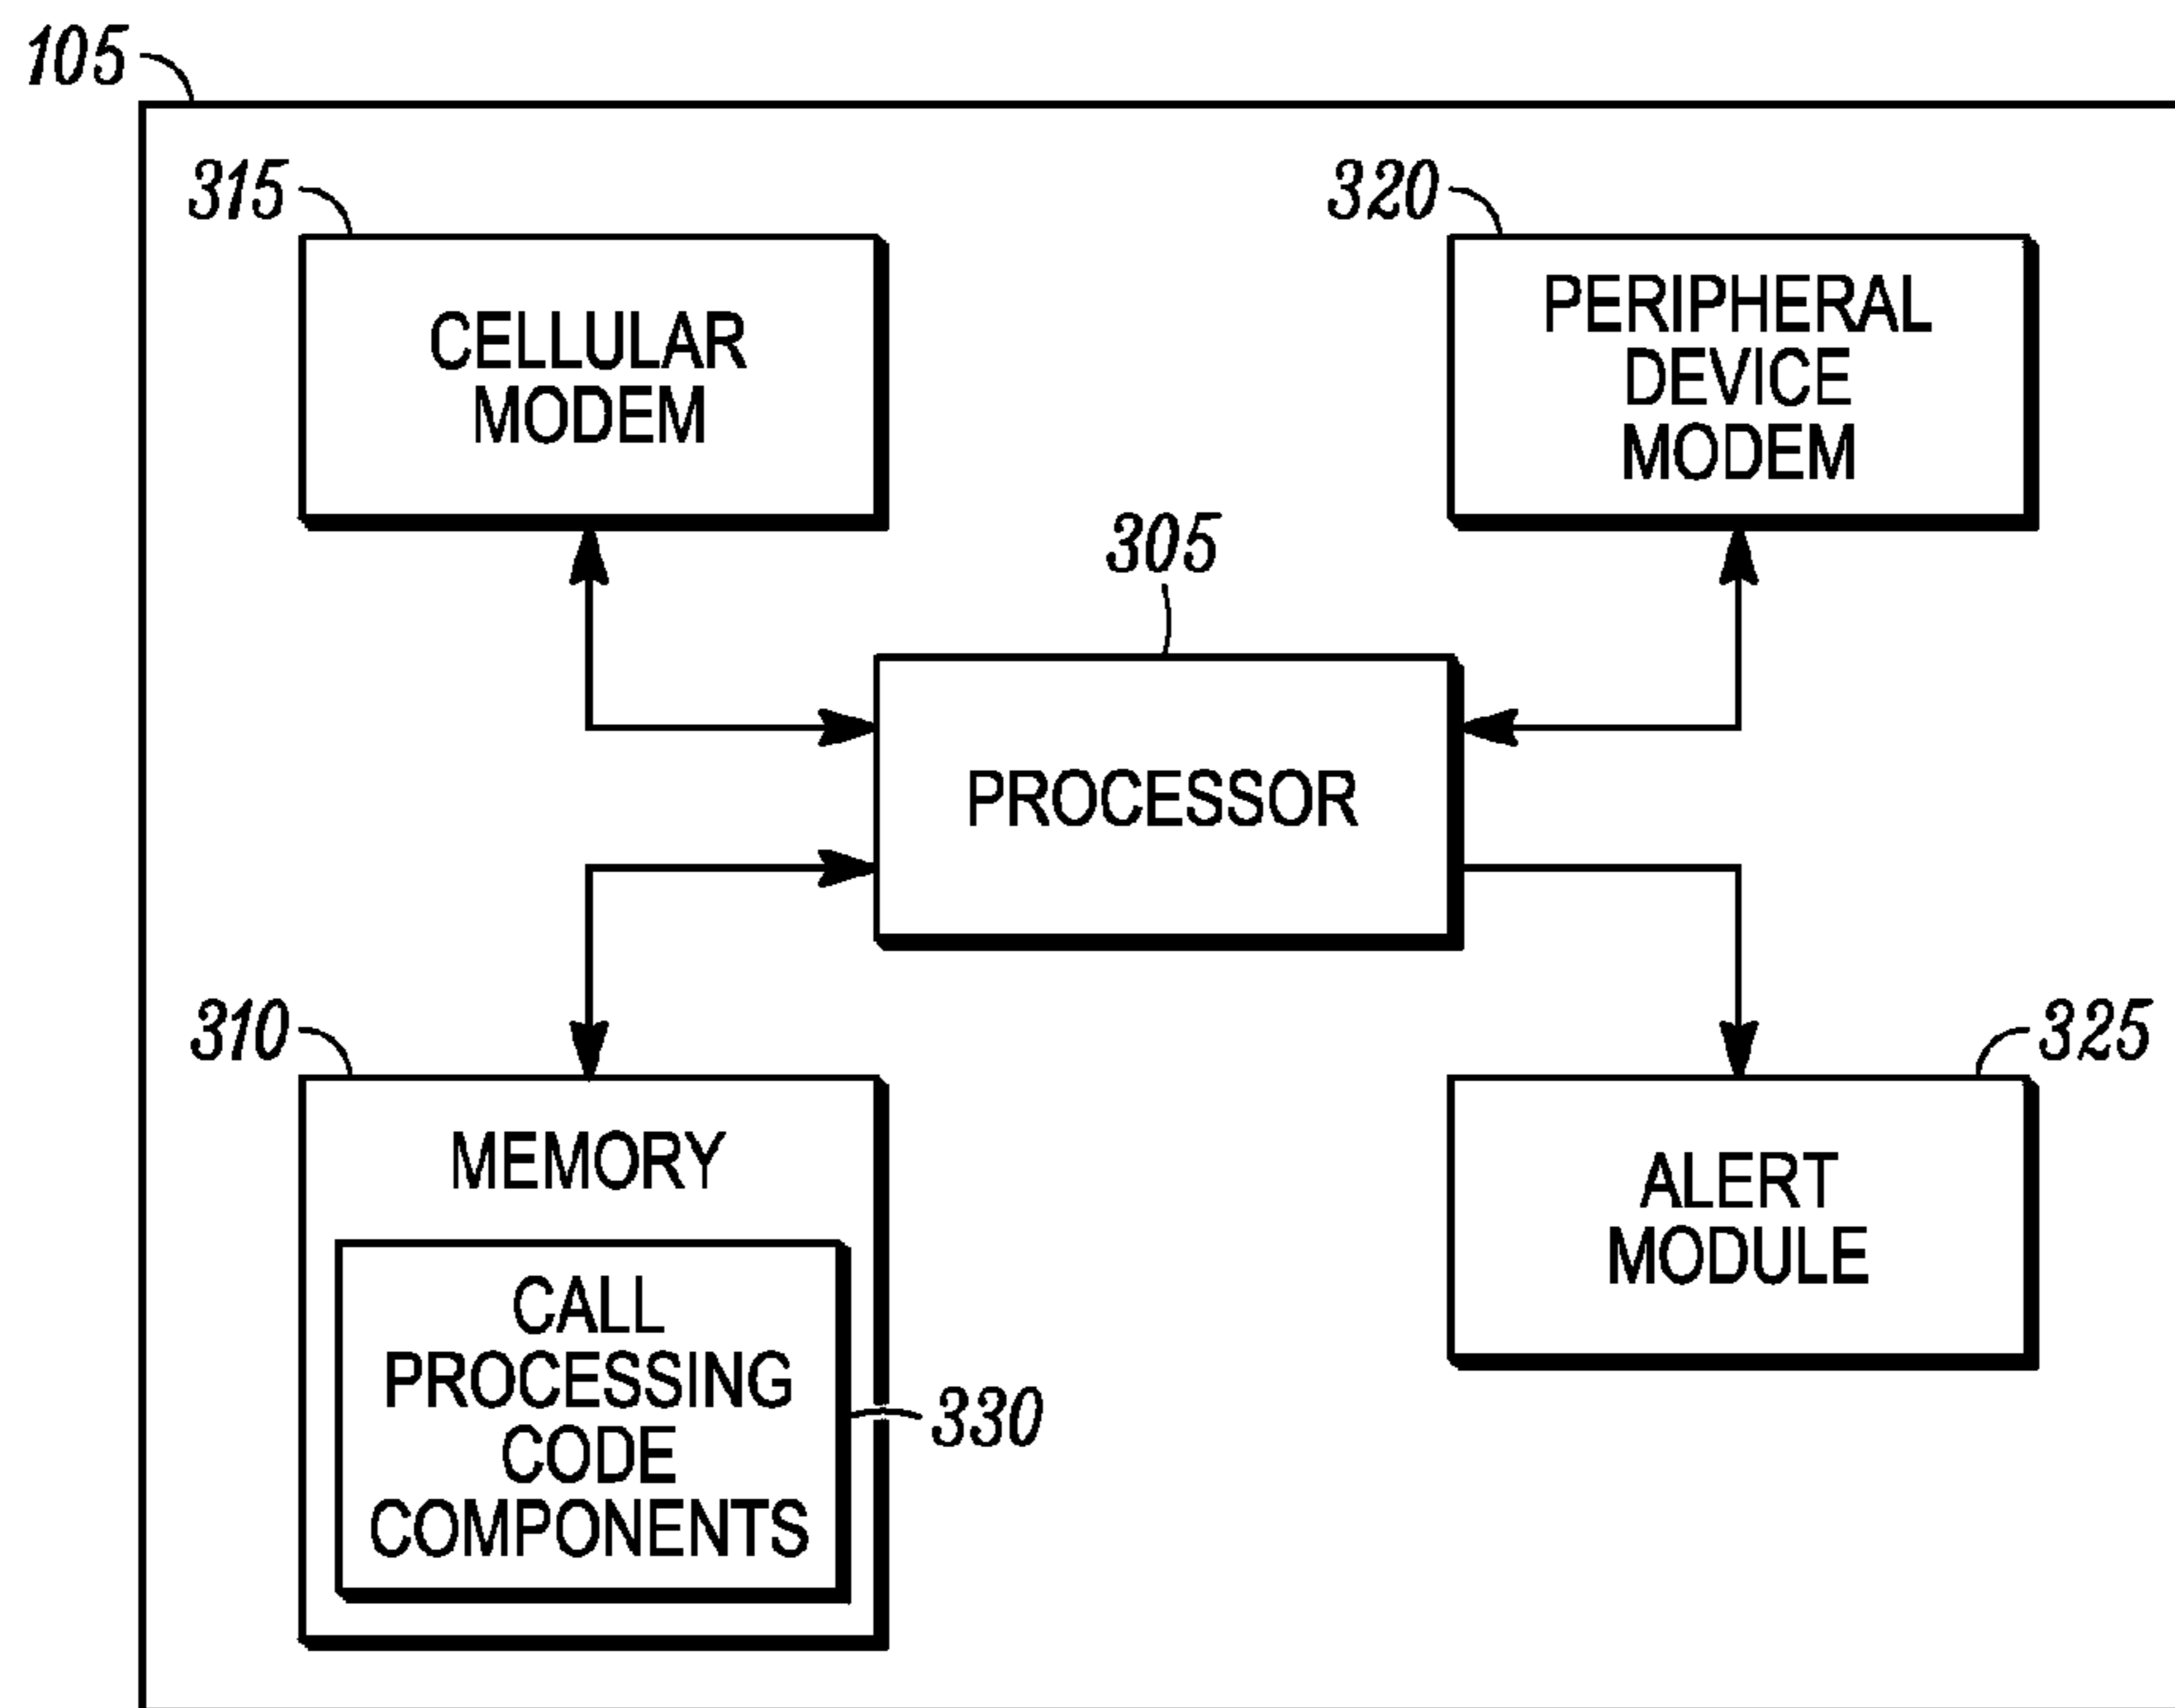 105
315
320
CELLULAR
MODEM
PERIPHERAL
DEVICE
MODEM
305
PROCESSOR
310
325
MEMORY
ALERT
MODULE
CALL
PROCESSING
CODE
COMPONENTS
330